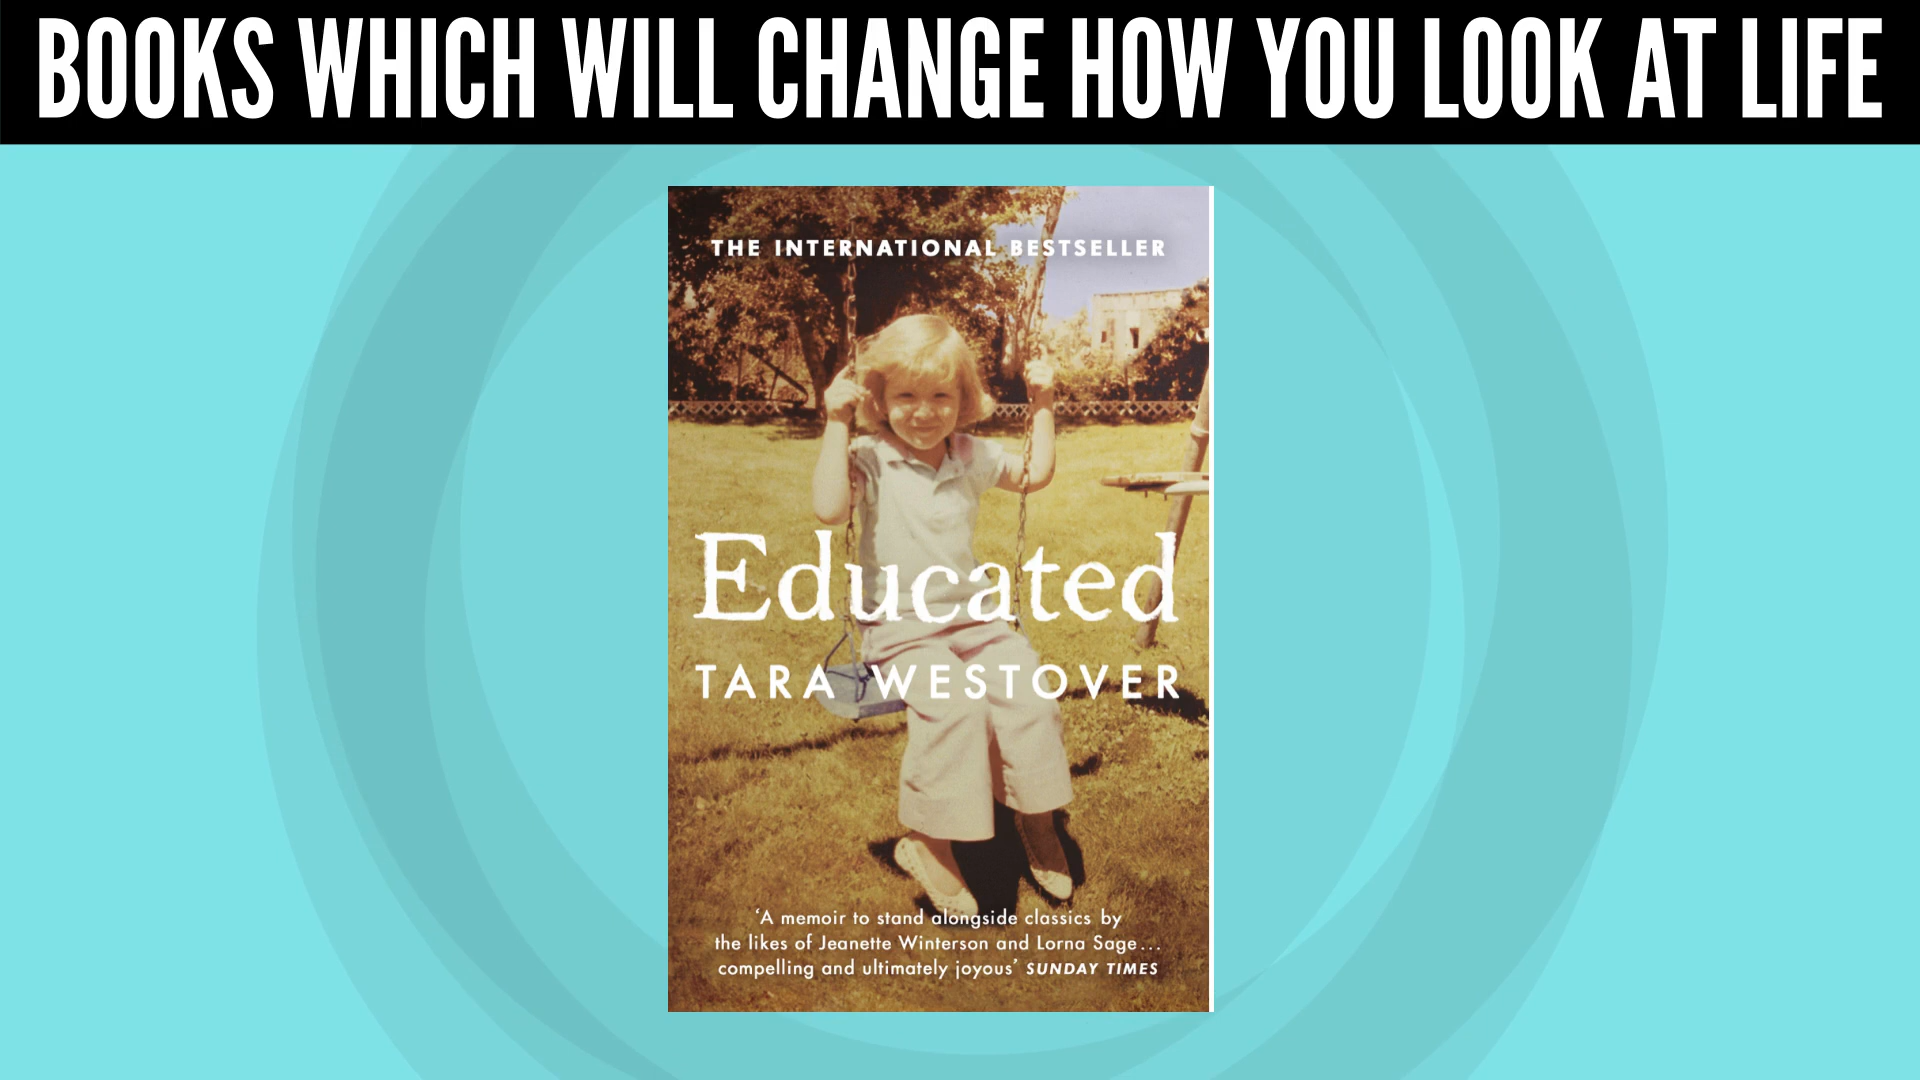 BOOKS WHICH WILL CHANGE HOW YOU LOOK AT LIFE
THE INTERNATIONAL BESTSELLER
Educated
TARA WESTOVER
‘A memoir to stand alongside classics by
the likes of Jeanette Winterson and Lorna Sage...
compelling and ultimately joyous’ SUNDAY TIMES